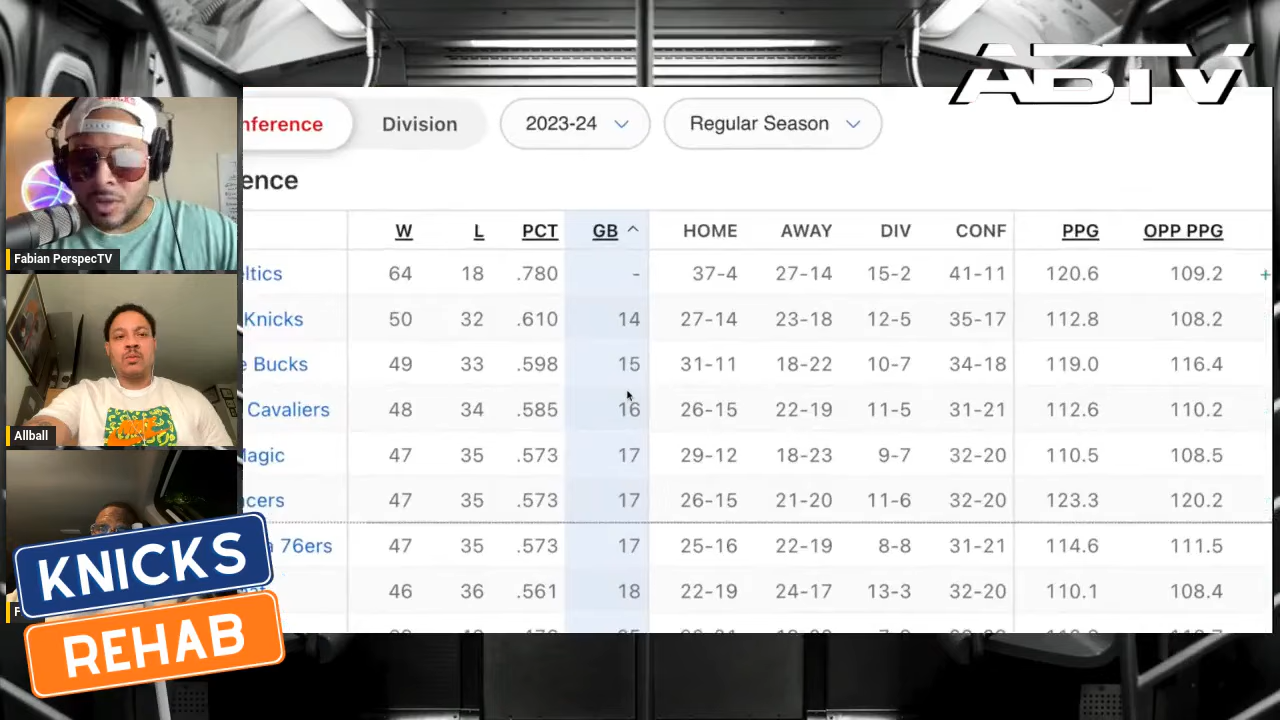 ABTV
nference Division 2023-24 Regular Season
ence
W L PCT GB HOME AWAY DIV CONF PPG OPP PPG
eltics 64 18 .780 - 37-4 27-14 15-2 41-11 120.6 109.2 +
Knicks 50 32 .610 14 27-14 23-18 12-5 35-17 112.8 108.2
e Bucks 49 33 .598 15 31-11 18-22 10-7 34-18 119.0 116.4
Cavaliers 48 34 .585 16 26-15 22-19 11-5 31-21 112.6 110.2
Magic 47 35 .573 17 29-12 18-23 9-7 32-20 110.5 108.5
acers 47 35 .573 17 26-15 21-20 11-6 32-20 123.3 120.2
a 76ers 47 35 .573 17 25-16 22-19 8-8 31-21 114.6 111.5
46 36 .561 18 22-19 24-17 13-3 32-20 110.1 108.4
Fabian PerspecTV
Allball
F
KNICKS
REHAB